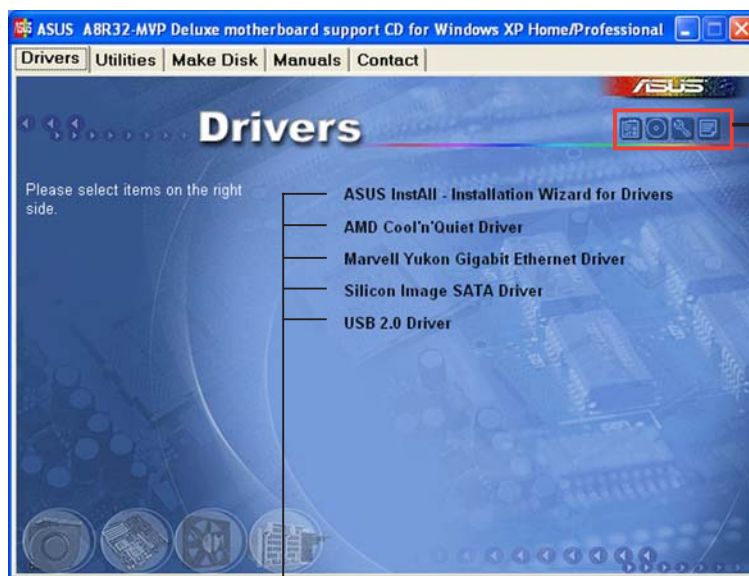 ASUS A8R32-MVP Deluxe motherboard support CD for Windows XP Home/Professional
Drivers Utilities Make Disk Manuals Contact
ASUS
Drivers
Please select items on the right
side.
ASUS InstAll - Installation Wizard for Drivers
AMD Cool'n'Quiet Driver
Marvell Yukon Gigabit Ethernet Driver
Silicon Image SATA Driver
USB 2.0 Driver